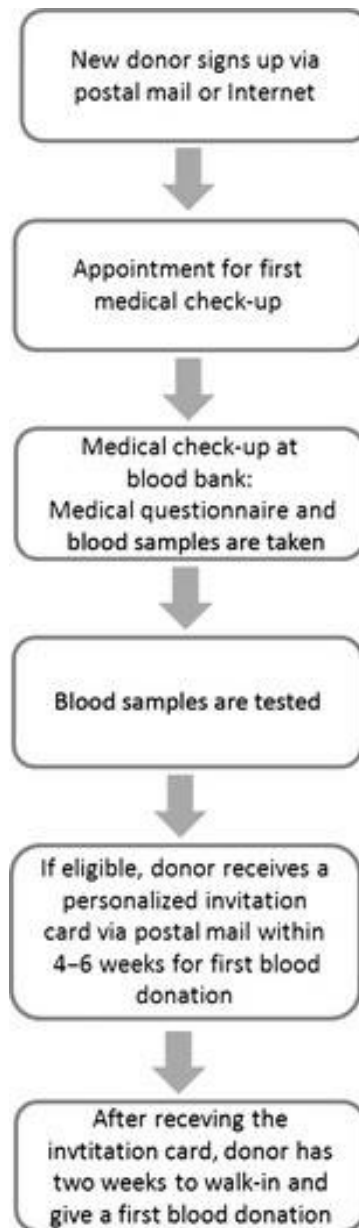 New donor signs up via
postal mail or Internet
Appointment for first
medical check-up
Medical check-up at
blood bank:
Medical questionnaire and
blood samples are taken
Blood samples are tested
If eligible, donor receives a
personalized invitation
card via postal mail within
4–6 weeks for first blood
donation
After receving the
invtitation card, donor has
two weeks to walk-in and
give a first blood donation